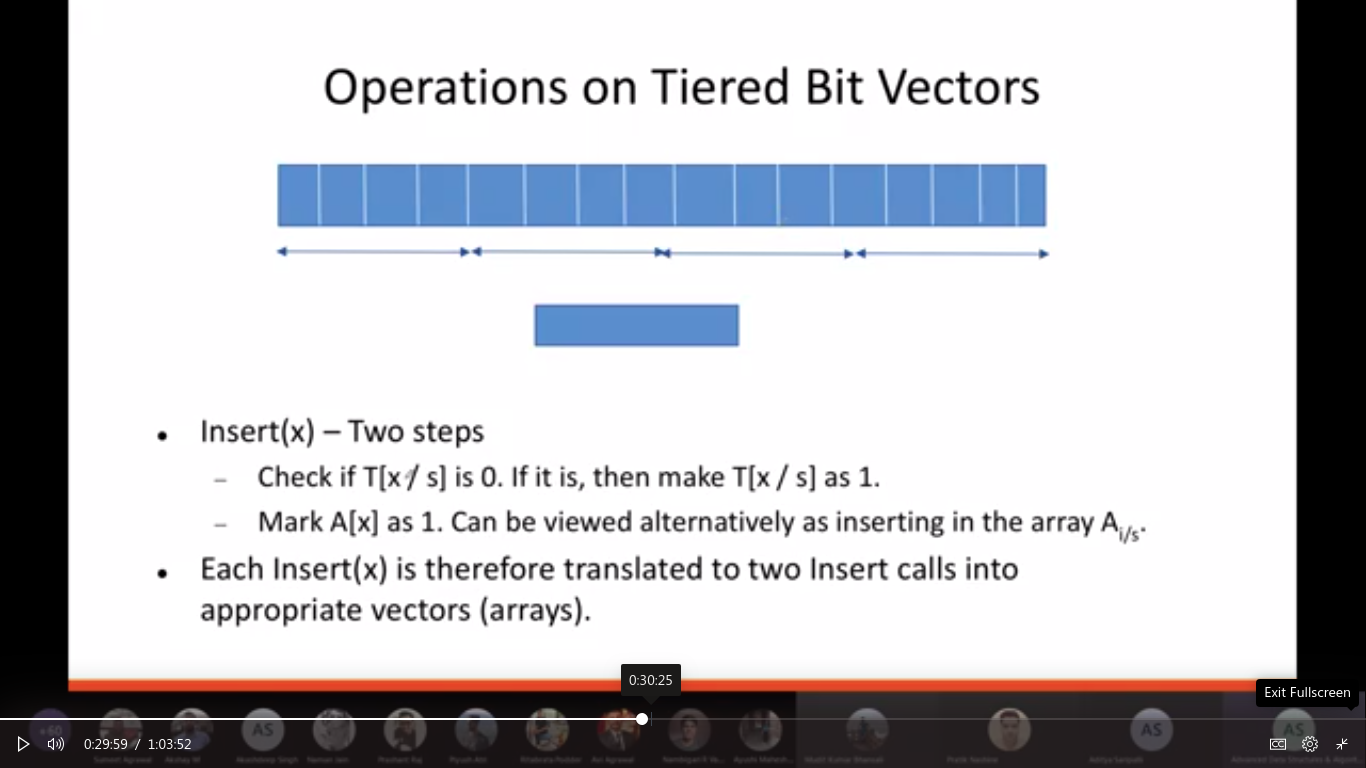 Operations on Tiered Bit Vectors
• Insert(x) – Two steps
– Check if T[x / s] is 0. If it is, then make T[x / s] as 1.
– Mark A[x] as 1. Can be viewed alternatively as inserting in the array A_{i/s}.
• Each Insert(x) is therefore translated to two Insert calls into
appropriate vectors (arrays).
0:30:25
Exit Fullscreen
+60
AS
AS
AS
0:29:59 / 1:03:52
CC